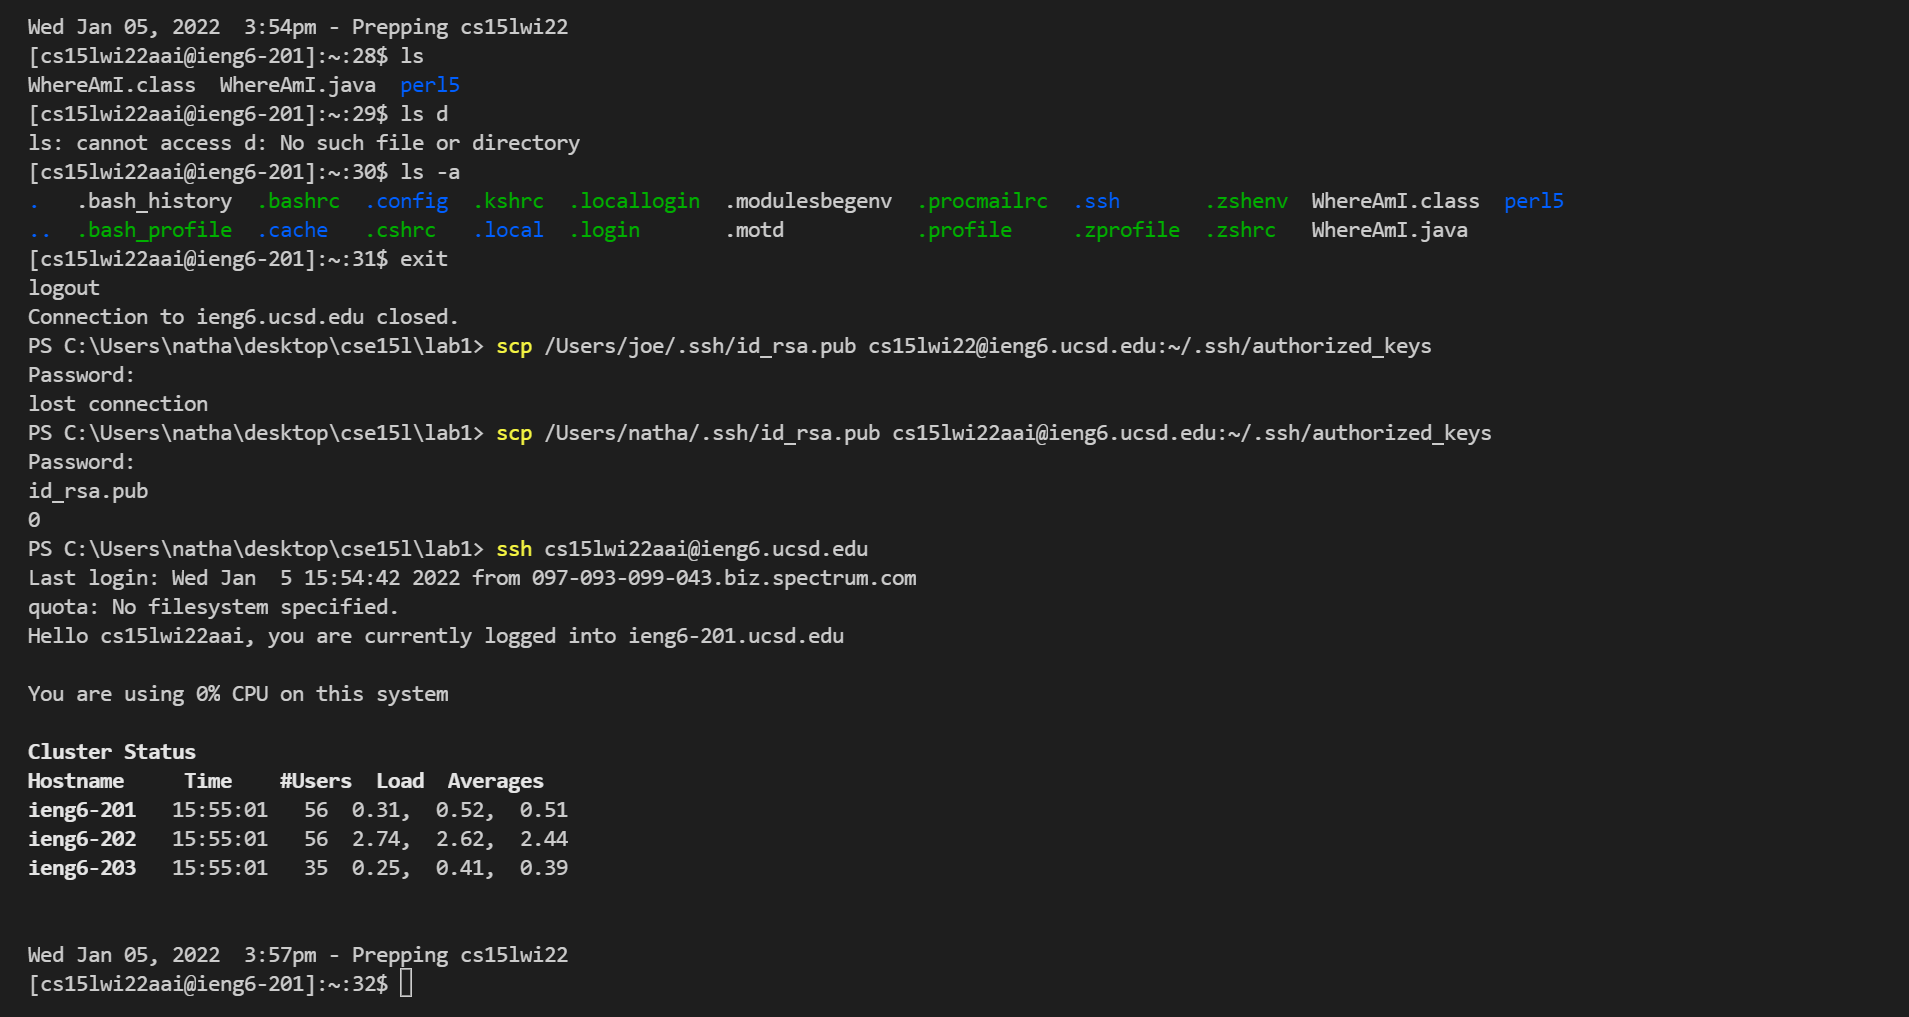 Wed Jan 05, 2022  3:54pm - Prepping cs15lwi22
[cs15lwi22aai@ieng6-201]:~:28$ ls
WhereAmI.class  WhereAmI.java  perl5
[cs15lwi22aai@ieng6-201]:~:29$ ls d
ls: cannot access d: No such file or directory
[cs15lwi22aai@ieng6-201]:~:30$ ls -a
.   .bash_history  .bashrc  .config  .kshrc  .locallogin  .modulesbegenv  .procmailrc  .ssh       .zshenv  WhereAmI.class  perl5
..  .bash_profile  .cache   .cshrc   .local  .login       .motd           .profile     .zprofile  .zshrc   WhereAmI.java
[cs15lwi22aai@ieng6-201]:~:31$ exit
logout
Connection to ieng6.ucsd.edu closed.
PS C:\Users\natha\desktop\cse15l\lab1> scp /Users/joe/.ssh/id_rsa.pub cs15lwi22@ieng6.ucsd.edu:~/.ssh/authorized_keys
Password:
lost connection
PS C:\Users\natha\desktop\cse15l\lab1> scp /Users/natha/.ssh/id_rsa.pub cs15lwi22aai@ieng6.ucsd.edu:~/.ssh/authorized_keys
Password:
id_rsa.pub
0
PS C:\Users\natha\desktop\cse15l\lab1> ssh cs15lwi22aai@ieng6.ucsd.edu
Last login: Wed Jan  5 15:54:42 2022 from 097-093-099-043.biz.spectrum.com
quota: No filesystem specified.
Hello cs15lwi22aai, you are currently logged into ieng6-201.ucsd.edu
You are using 0% CPU on this system
Cluster Status
Hostname     Time    #Users  Load  Averages
ieng6-201   15:55:01   56  0.31,  0.52,  0.51
ieng6-202   15:55:01   56  2.74,  2.62,  2.44
ieng6-203   15:55:01   35  0.25,  0.41,  0.39
Wed Jan 05, 2022  3:57pm - Prepping cs15lwi22
[cs15lwi22aai@ieng6-201]:~:32$